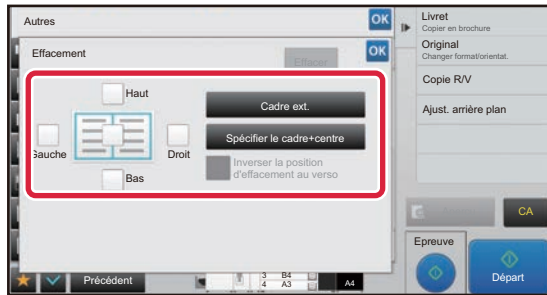 Autres
OK
Effacement
Effacer
OK
Haut
Gauche
Droit
Bas
Cadre ext.
Spécifier le cadre+centre
Inverser la position
d'effacement au verso
Précédent
3 B4
4 A3
A4
Livret
Copier en brochure
Original
Changer format/orientat.
Copie R/V
Ajust. arrière plan
CA
Epreuve
Départ